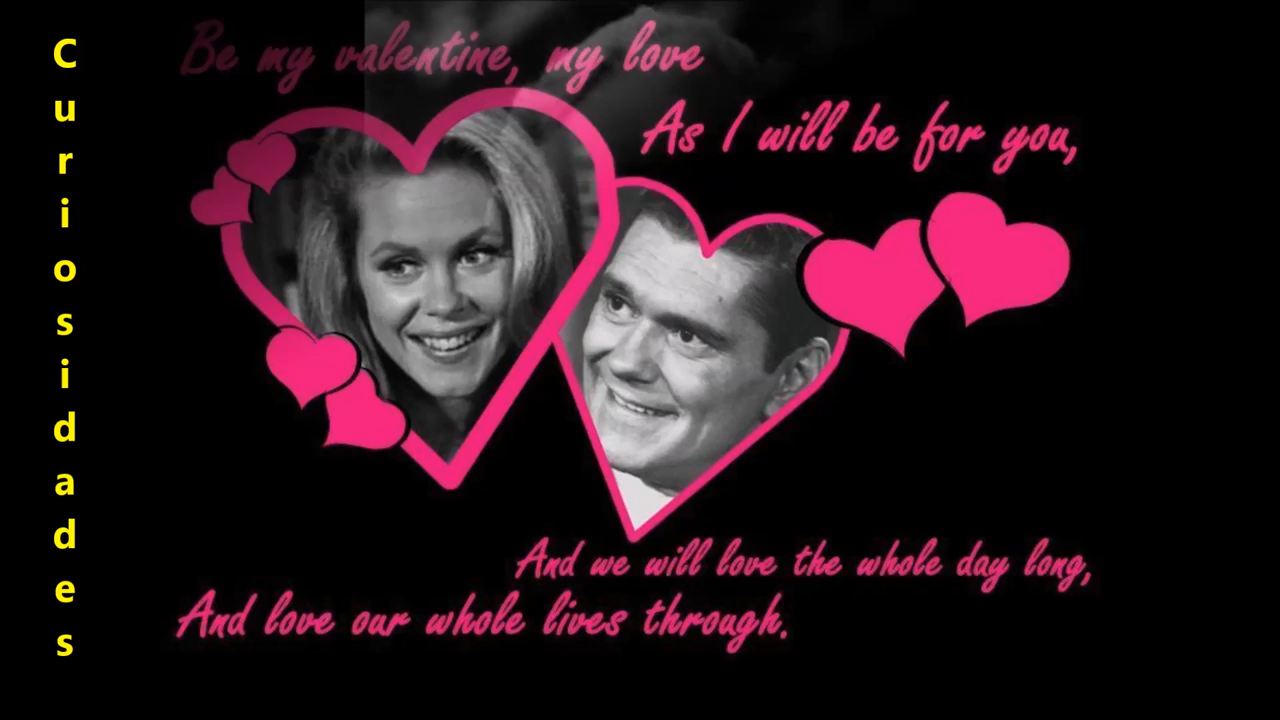 Curiosidades
Be my valentine, my love
As I will be for you,
And we will love the whole day long,
And love our whole lives through.